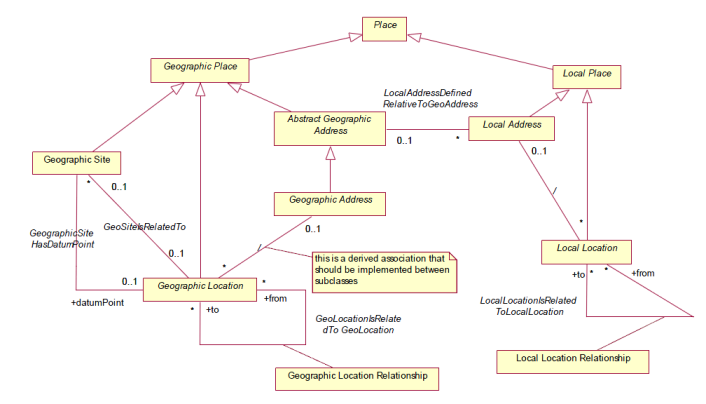 Place
Geographic Place
Local Place
LocalAddressDefined
RelativeToGeoAddress
Abstract Geographic
Address
Local Address
0..1
*
0..1
Geographic Site
*
0..1
Geographic Address
0..1
GeographicSite
HasDatumPoint
GeoSiteIsRelatedTo
/
/
*
0..1
*
this is a derived association that
should be implemented between
subclasses
Local Location
0..1
Geographic Location
*
+datumPoint
*
+to
+from
+to
*
*
+from
GeoLocationIsRelate
dTo GeoLocation
LocalLocationIsRelated
ToLocalLocation
Local Location Relationship
Geographic Location Relationship